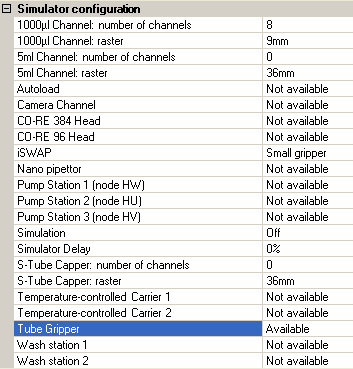 Simulator configuration
1000µl Channel: number of channels 8
1000µl Channel: raster 9mm
5ml Channel: number of channels 0
5ml Channel: raster 36mm
Autoload Not available
Camera Channel Not available
CO-RE 384 Head Not available
CO-RE 96 Head Not available
iSWAP Small gripper
Nano pipettor Not available
Pump Station 1 (node HW) Not available
Pump Station 2 (node HU) Not available
Pump Station 3 (node HV) Not available
Simulation Off
Simulator Delay 0%
S-Tube Capper: number of channels 0
S-Tube Capper: raster 36mm
Temperature-controlled Carrier 1 Not available
Temperature-controlled Carrier 2 Not available
Tube Gripper Available
Wash station 1 Not available
Wash station 2 Not available